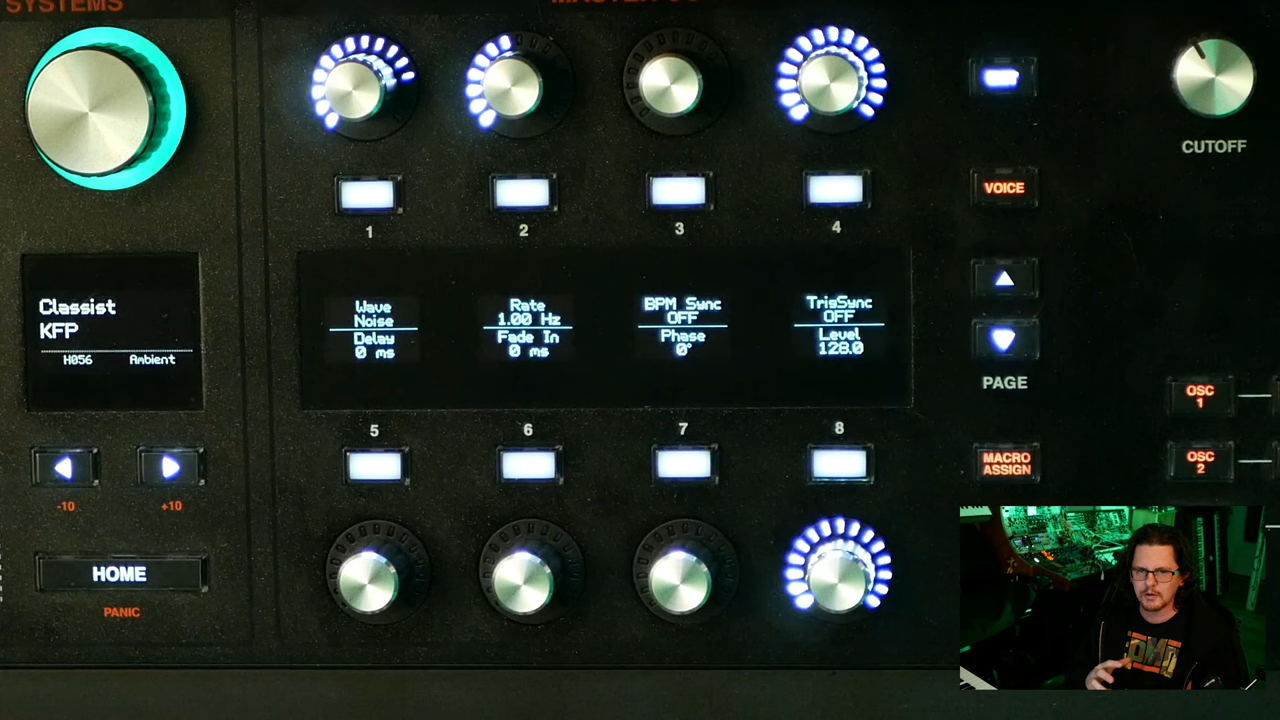 SYSTEMS
CUTOFF
1
2
3
4
VOICE
Wave
Noise
Delay
0 ms
Rate
1.00 Hz
Fade In
0 ms
BPM Sync
OFF
Phase
0°
TrigSync
OFF
Level
128.0
Classist
KFP
H056 Ambient
PAGE
OSC
1
5
6
7
8
MACRO
ASSIGN
OSC
2
-10
+10
HOME
PANIC